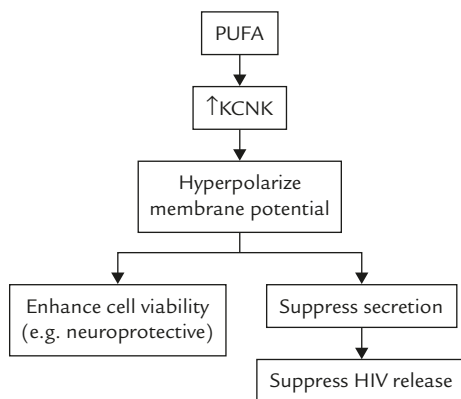 PUFA
↑KCNK
Hyperpolarize
membrane potential
Enhance cell viability
(e.g. neuroprotective)
Suppress secretion
Suppress HIV release